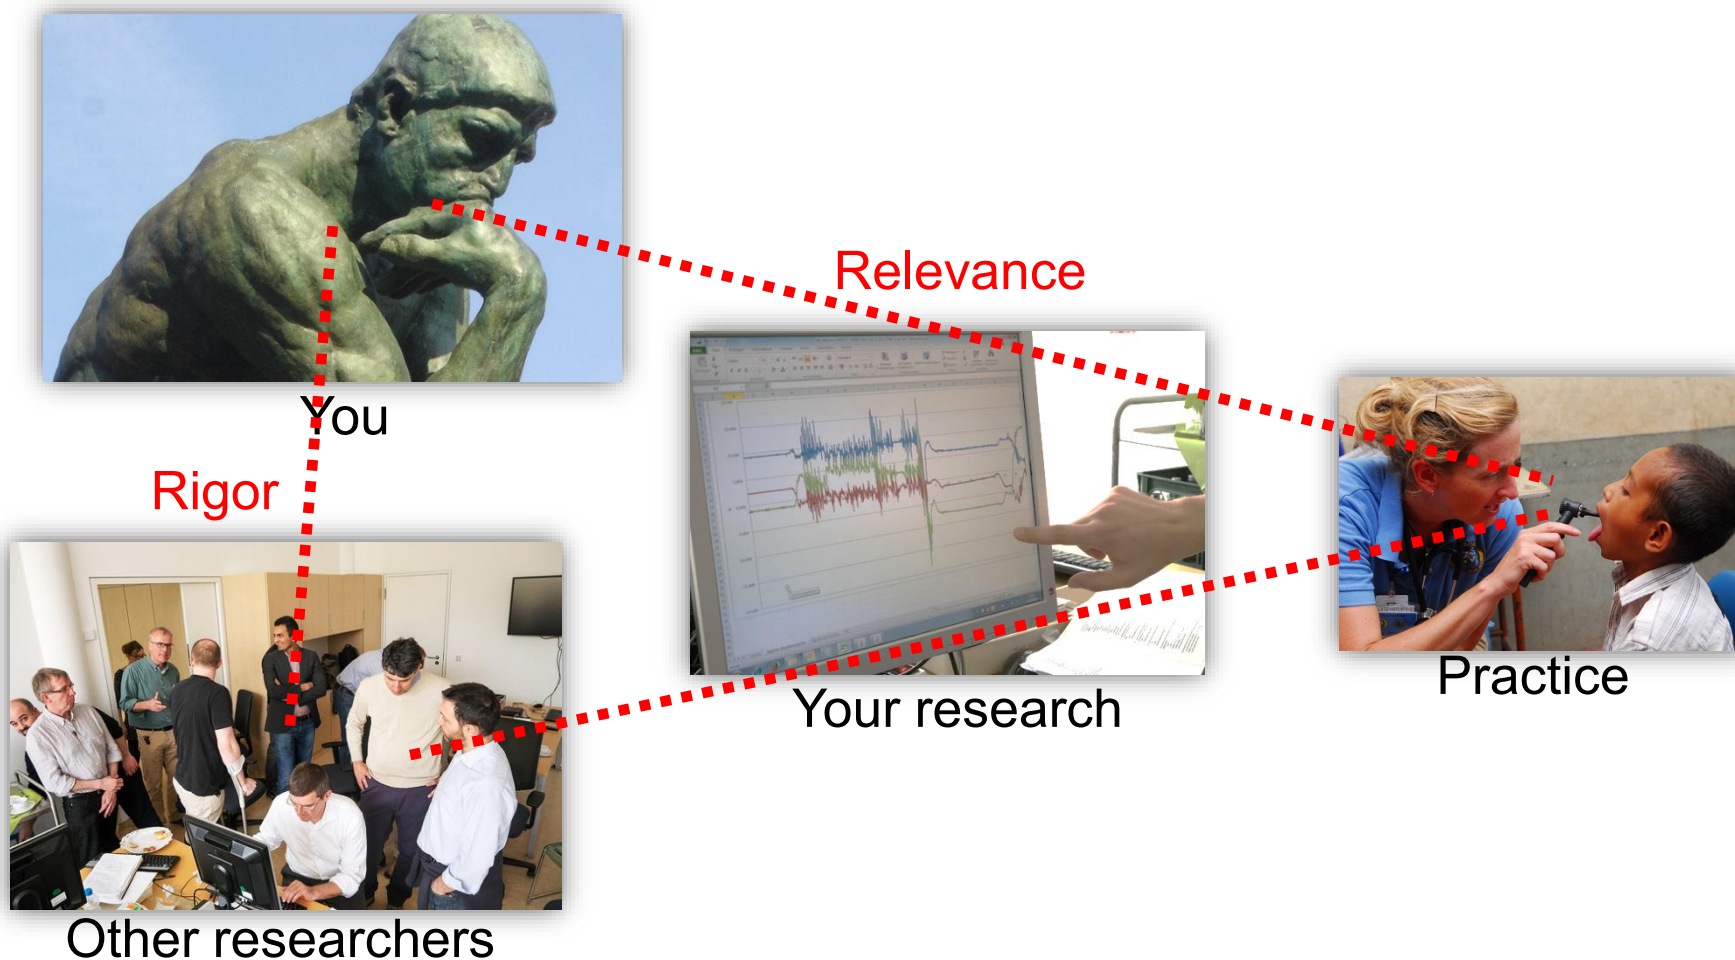 You
Relevance
Rigor
Your research
Practice
Other researchers